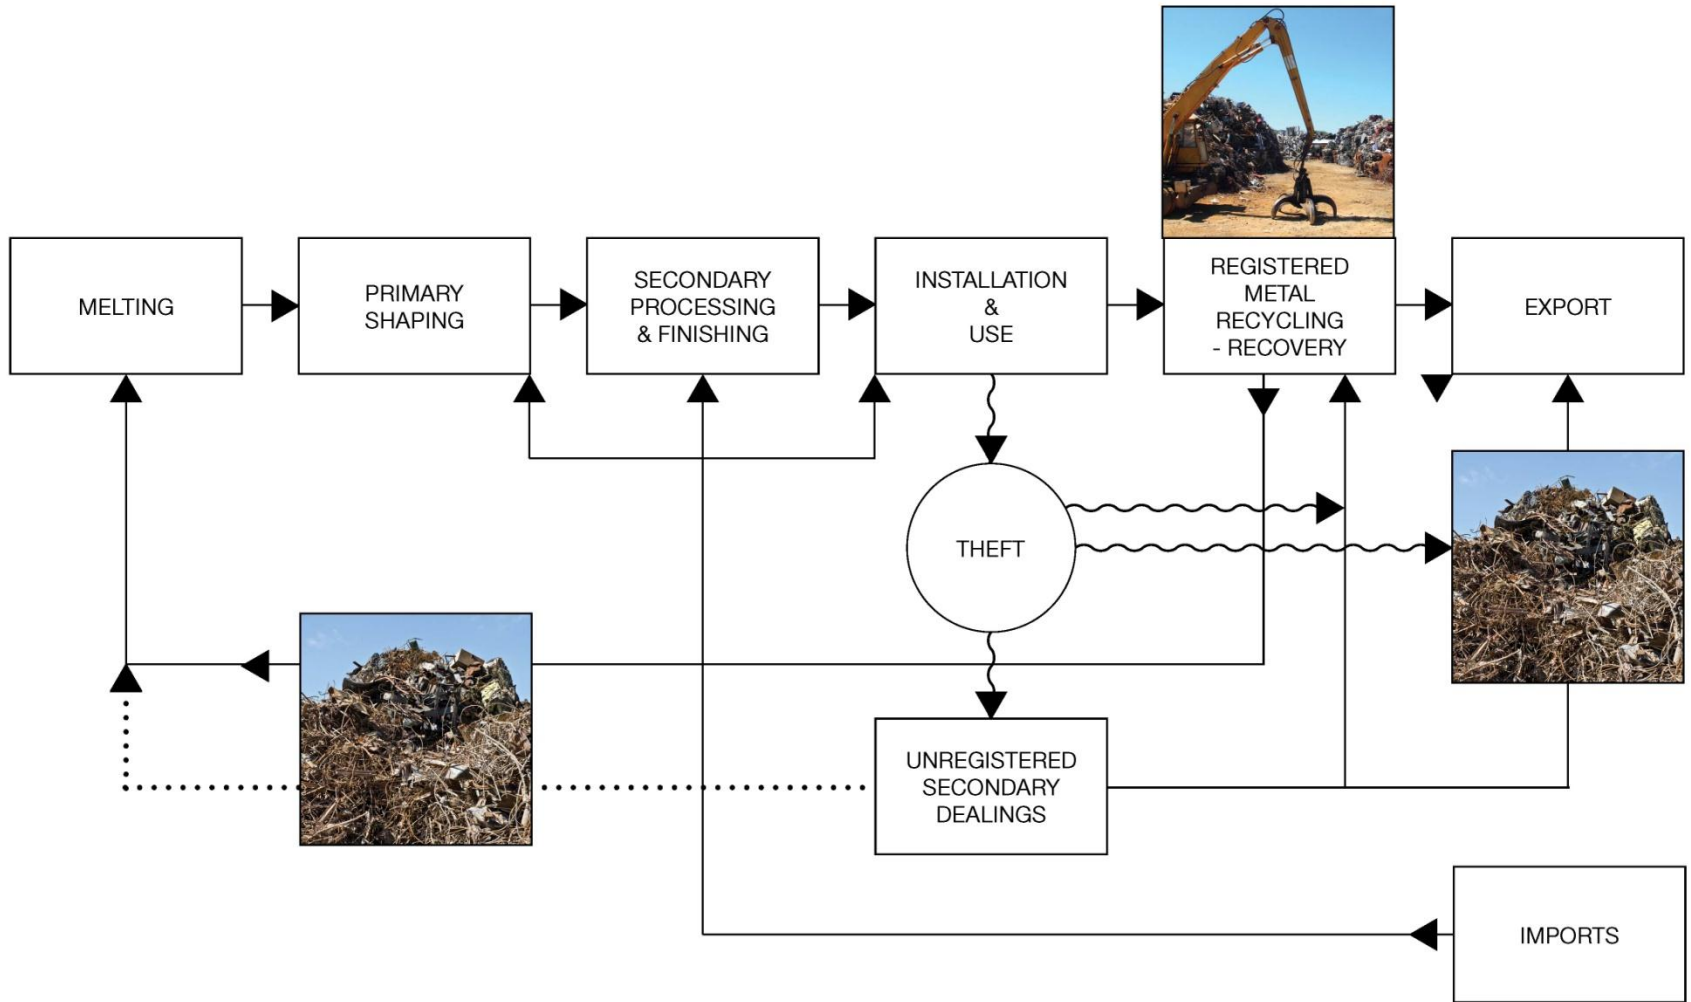 MELTING
PRIMARY
SHAPING
SECONDARY
PROCESSING
& FINISHING
INSTALLATION
&
USE
REGISTERED
METAL
RECYCLING
- RECOVERY
EXPORT
THEFT
UNREGISTERED
SECONDARY
DEALINGS
IMPORTS